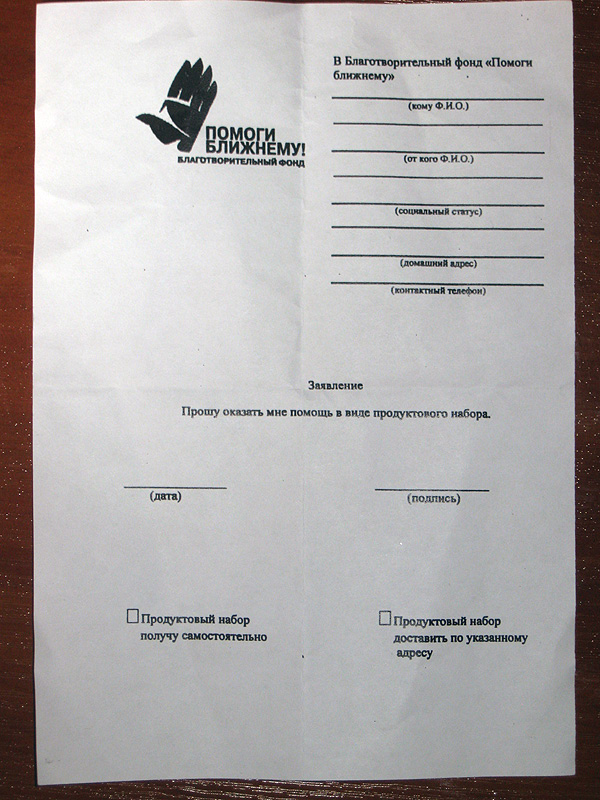 ПОМОГИ
БЛИЖНЕМУ!
БЛАГОТВОРИТЕЛЬНЫЙ ФОНД
В Благотворительный фонд «Помоги
ближнему»
(кому Ф.И.О.)
(от кого Ф.И.О.)
(социальный статус)
(домашний адрес)
(контактный телефон)
Заявление
Прошу оказать мне помощь в виде продуктового набора.
(дата)
(подпись)
Продуктовый набор
получу самостоятельно
Продуктовый набор
доставить по указанному
адресу